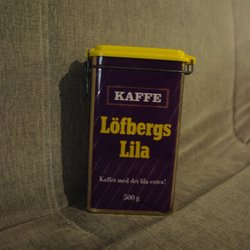 KAFFE
Löfbergs
Lila
Kaffet med det lila extra!
500 g